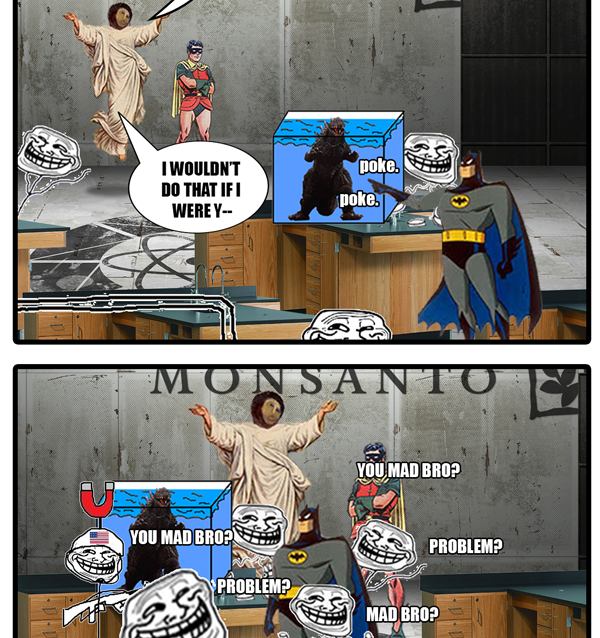 I WOULDN'T
DO THAT IF I
WERE Y--
poke.
poke.
MONSANTO
YOU MAD BRO?
YOU MAD BRO?
PROBLEM?
PROBLEM?
MAD BRO?